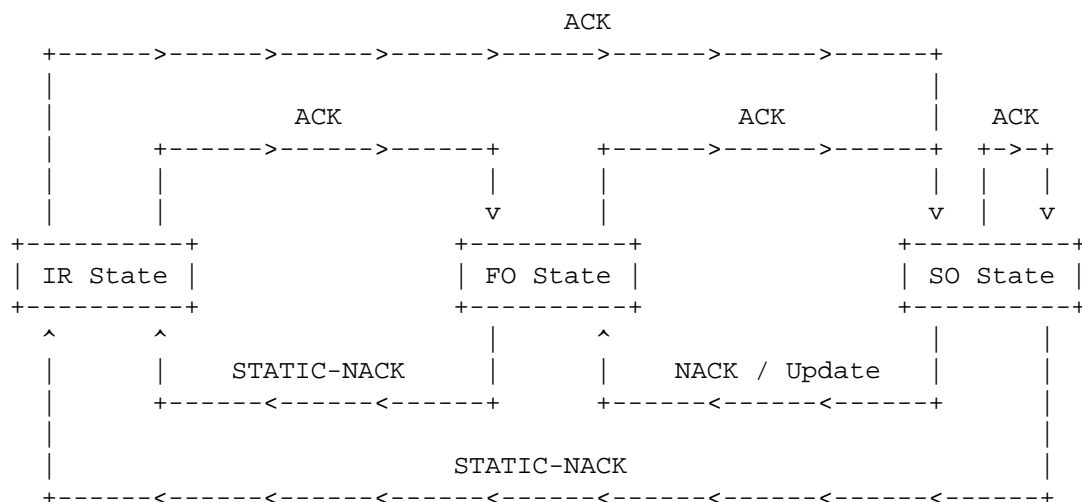 ACK
ACK ACK ACK
IR State FO State SO State
STATIC-NACK NACK / Update
STATIC-NACK